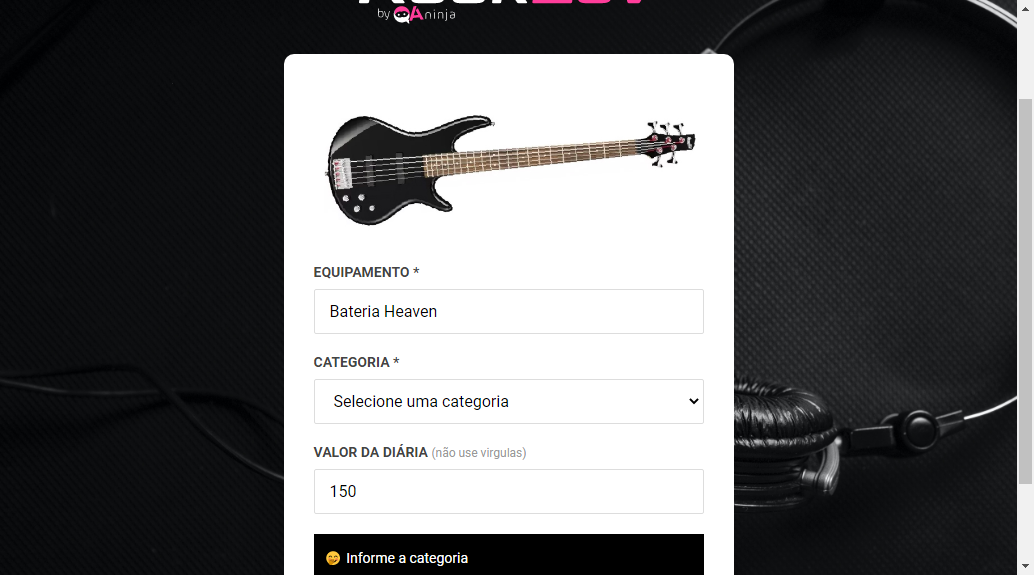 by QAninja
EQUIPAMENTO *
Bateria Heaven
CATEGORIA *
Selecione uma categoria
VALOR DA DIÁRIA (não use virgulas)
150
Informe a categoria